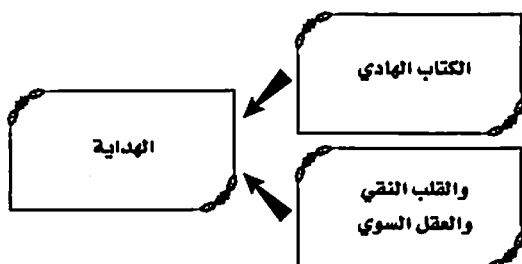 الكتاب الهادي
والقلب النقي
والعقل السوي
الهداية